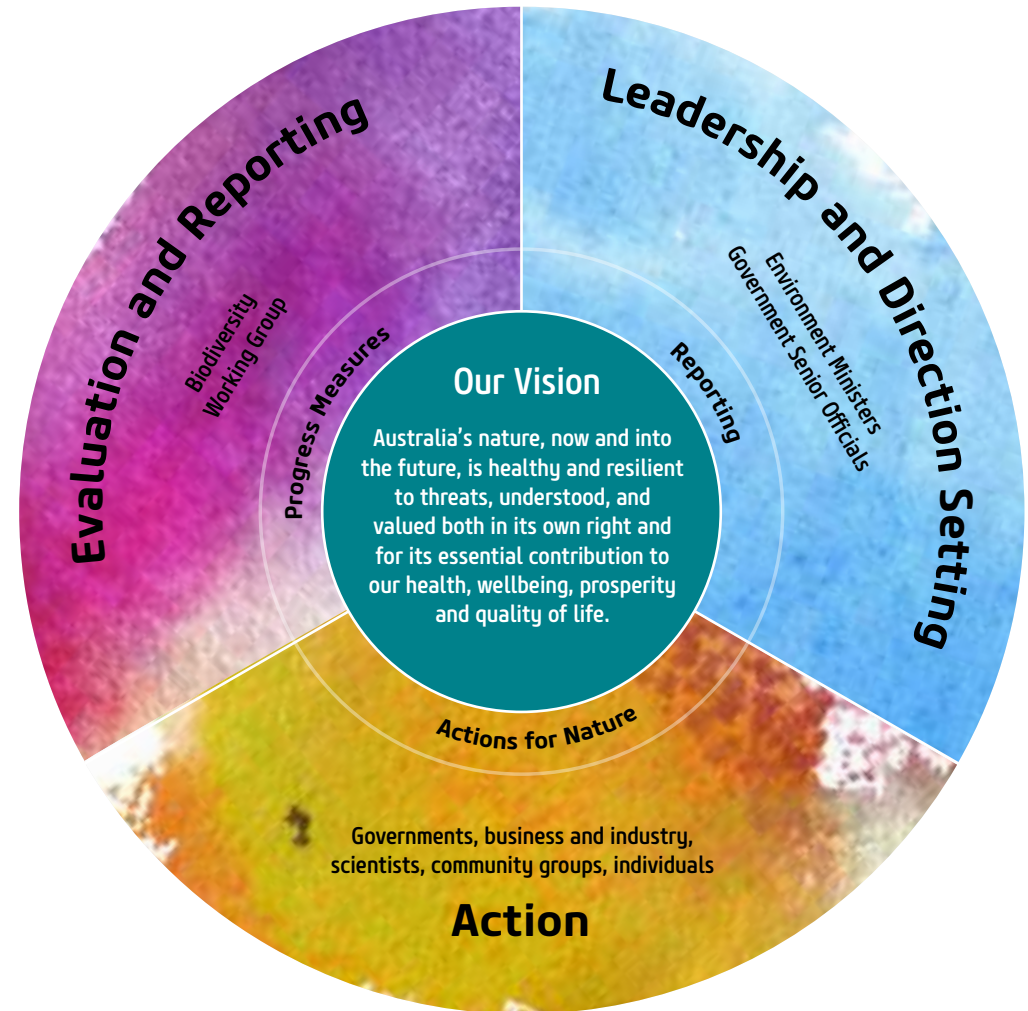 Evaluation and Reporting
Biodiversity
Working Group
Progress Measures
Leadership and Direction Setting
Environment Ministers
Government Senior Officials
Reporting
Our Vision
Australia's nature, now and into
the future, is healthy and resilient
to threats, understood, and
valued both in its own right and
for its essential contribution to
our health, wellbeing, prosperity
and quality of life.
Actions for Nature
Governments, business and industry,
scientists, community groups, individuals
Action